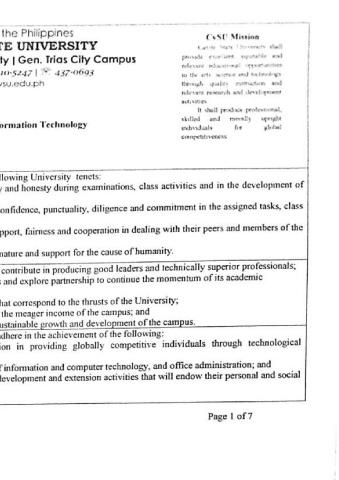 the Philippines
TE UNIVERSITY
ty | Gen. Trias City Campus
10-5247 | 437-0693
vsu.edu.ph
CvSU Mission
Cavite State University shall
provide excellent, equitable and
relevant educational opportunities
in the arts, science and technology
through quality instruction and
relevant research and development
activities
It shall produce professional,
skilled and morally upright
individuals for global
competitiveness
formation Technology
llowing University tenets:
y and honesty during examinations, class activities and in the development of
onfidence, punctuality, diligence and commitment in the assigned tasks, class
pport, fairness and cooperation in dealing with their peers and members of the
nature and support for the cause of humanity.
contribute in producing good leaders and technically superior professionals;
s and explore partnership to continue the momentum of its academic
hat correspond to the thrusts of the University;
the meager income of the campus; and
ustainable growth and development of the campus.
adhere in the achievement of the following:
ion in providing globally competitive individuals through technological
f information and computer technology, and office administration; and
development and extension activities that will endow their personal and social
Page 1 of 7